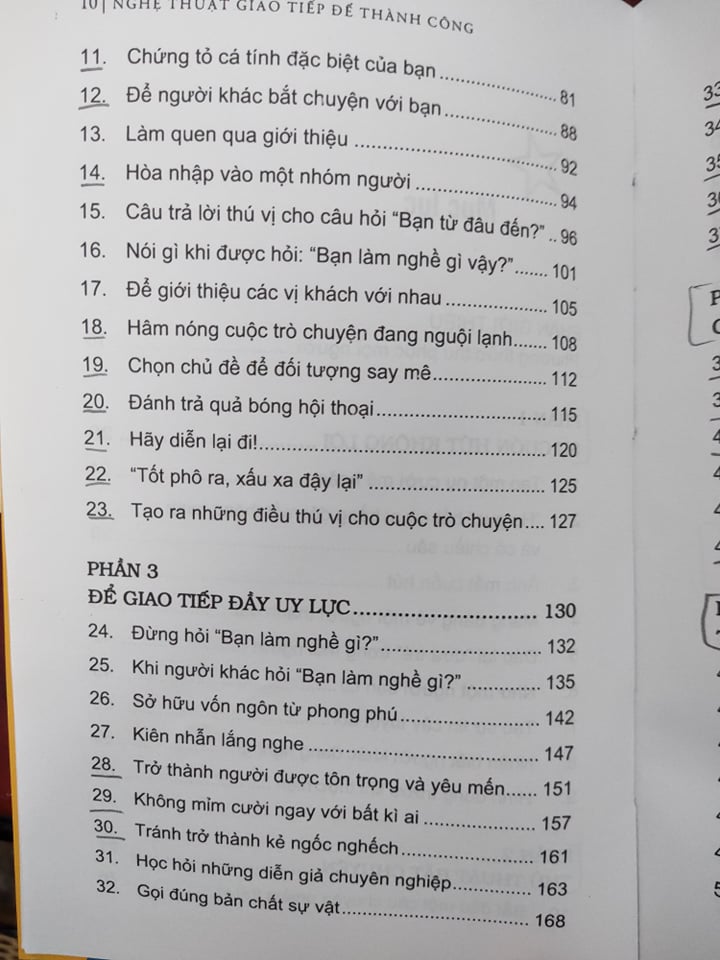 10| NGHỆ THUẬT GIAO TIẾP ĐỂ THÀNH CÔNG
11. Chứng tỏ cá tính đặc biệt của bạn ........................ 81
12. Để người khác bắt chuyện với bạn ........................ 88
13. Làm quen qua giới thiệu ........................ 92
14. Hòa nhập vào một nhóm người ........................ 94
15. Câu trả lời thú vị cho câu hỏi “Bạn từ đâu đến?” .. 96
16. Nói gì khi được hỏi: “Bạn làm nghề gì vậy?”....... 101
17. Để giới thiệu các vị khách với nhau ................... 105
18. Hâm nóng cuộc trò chuyện đang nguội lạnh...... 108
19. Chọn chủ đề để đối tượng say mê..................... 112
20. Đánh trả quả bóng hội thoại............................... 115
21. Hãy diễn lại đi!.................................................... 120
22. “Tốt phô ra, xấu xa đậy lại” ................................ 125
23. Tạo ra những điều thú vị cho cuộc trò chuyện.... 127
PHẦN 3
ĐỂ GIAO TIẾP ĐẦY UY LỰC............................ 130
24. Đừng hỏi “Bạn làm nghề gì?”............................. 132
25. Khi người khác hỏi “Bạn làm nghề gì?” ............. 135
26. Sở hữu vốn ngôn từ phong phú......................... 142
27. Kiên nhẫn lắng nghe .......................................... 147
28. Trở thành người được tôn trọng và yêu mến...... 151
29. Không mỉm cười ngay với bất kì ai .................... 157
30. Tránh trở thành kẻ ngốc nghếch........................ 161
31. Học hỏi những diễn giả chuyên nghiệp.............. 163
32. Gọi đúng bản chất sự vật................................... 168
33
34
35